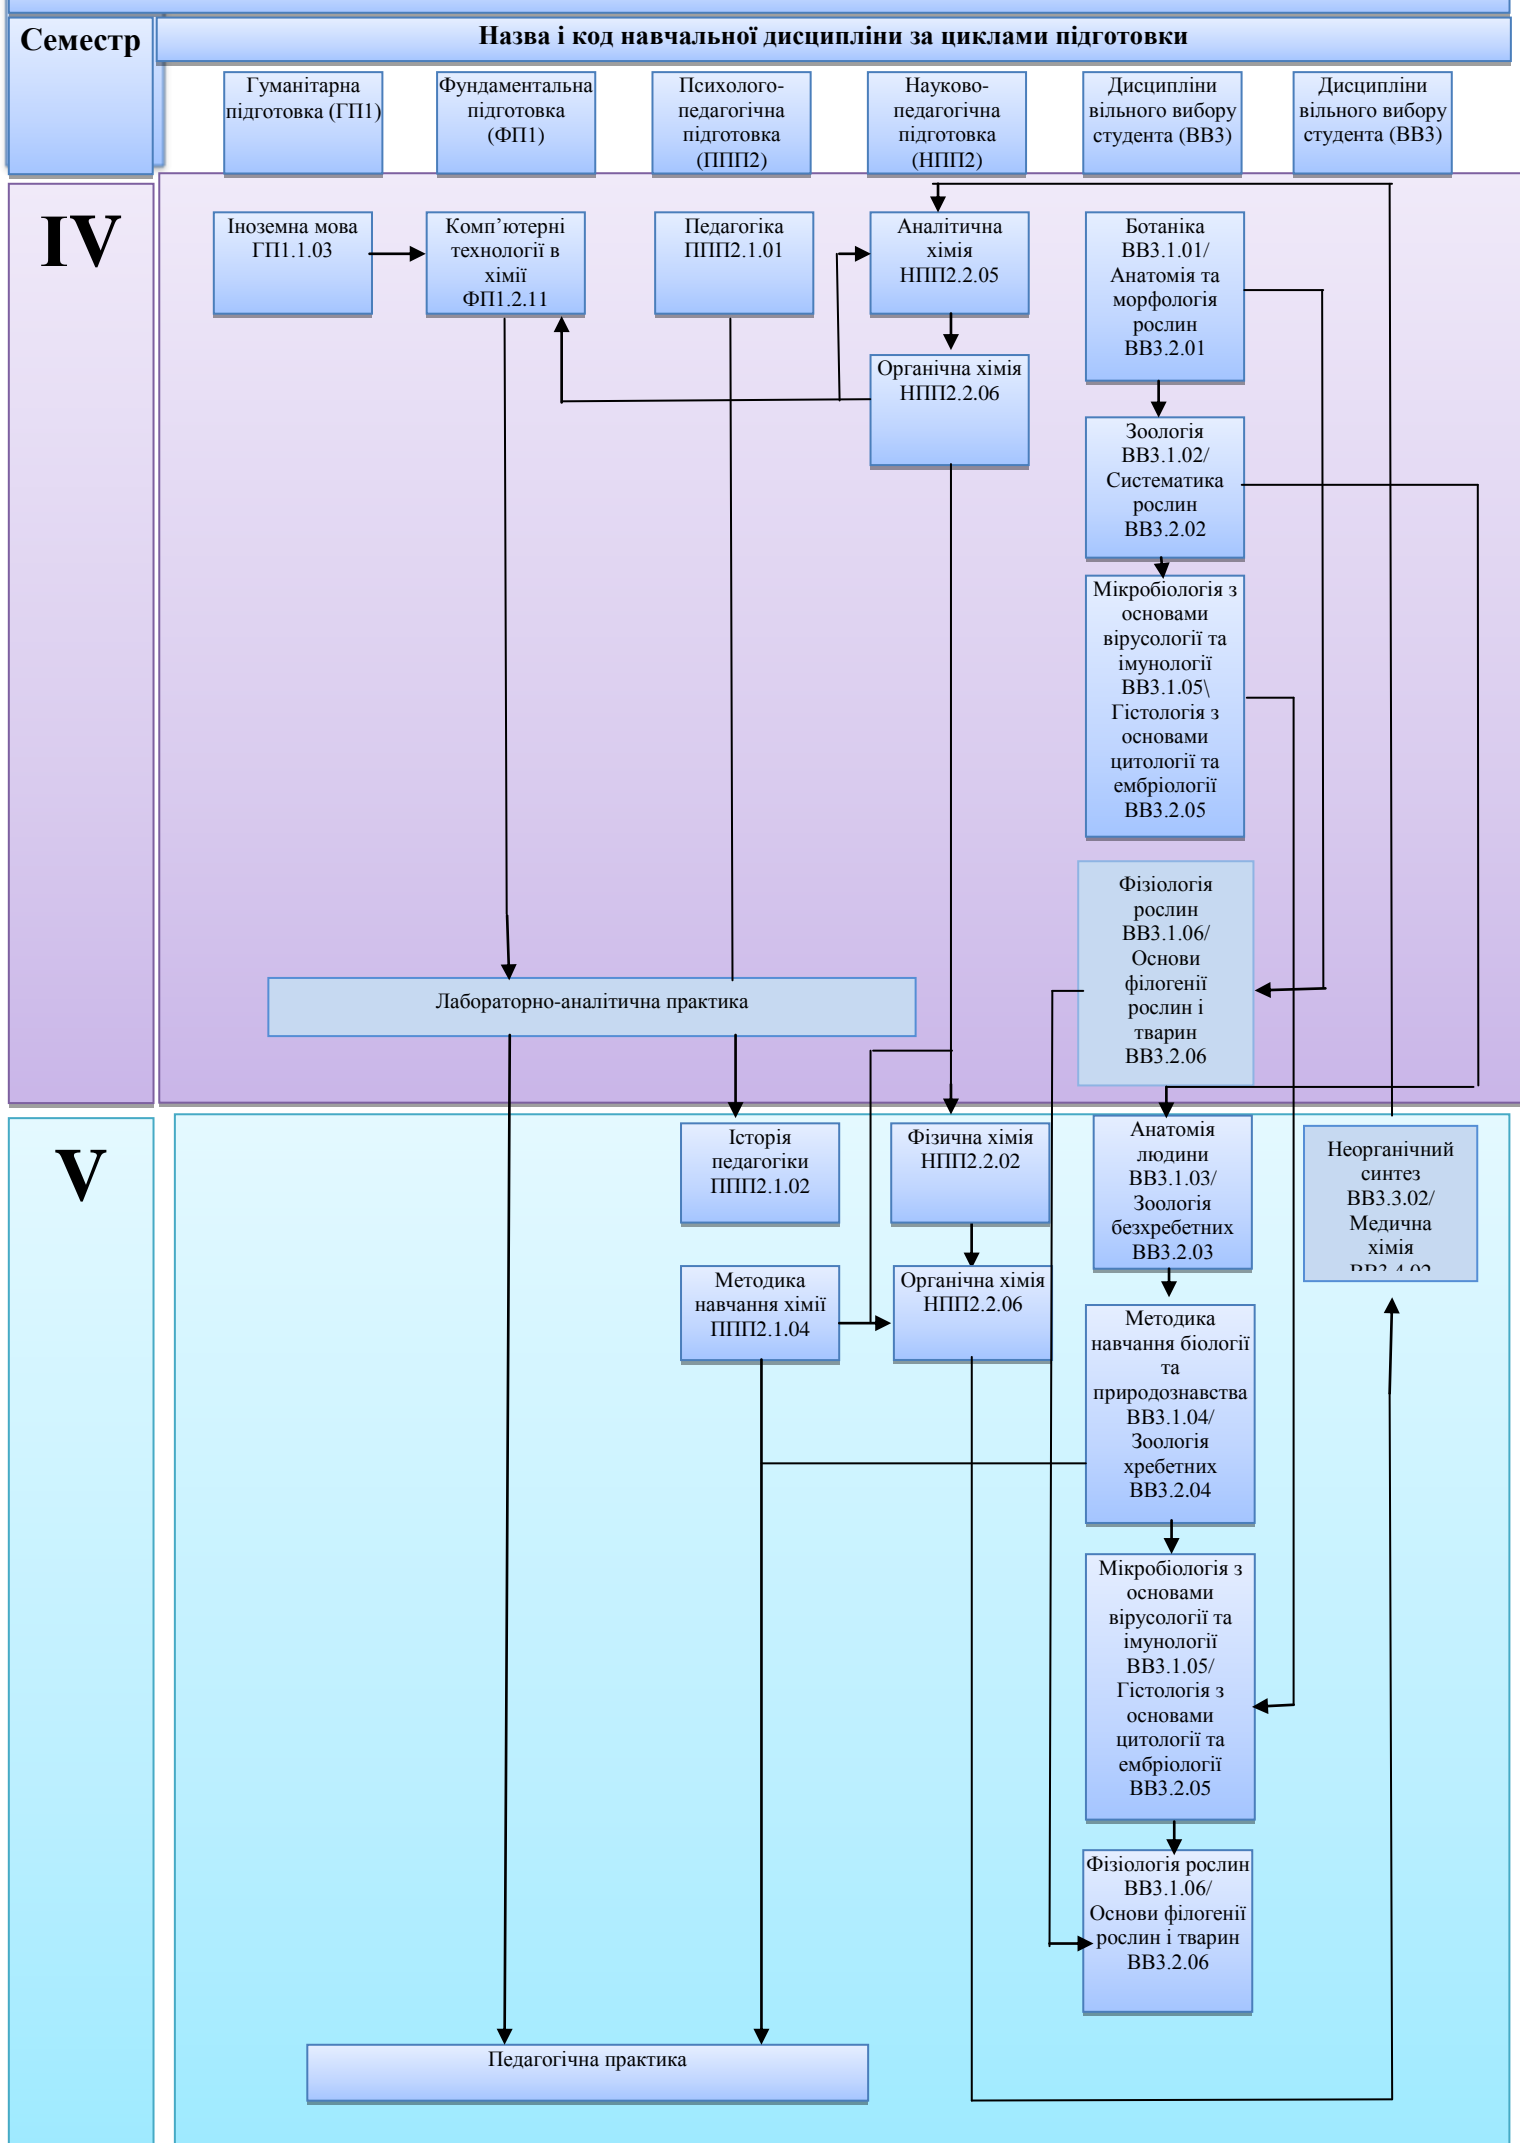 Семестр
Назва і код навчальної дисципліни за циклами підготовки
Гуманітарна
підготовка (ГП1)
Фундаментальна
підготовка
(ФП1)
Психолого-
педагогічна
підготовка
(ППП2)
Науково-
педагогічна
підготовка
(НПП2)
Дисципліни
вільного вибору
студента (ВВ3)
Дисципліни
вільного вибору
студента (ВВ3)
IV
Іноземна мова
ГП1.1.03
Комп’ютерні
технології в
хімії
ФП1.2.11
Педагогіка
ППП2.1.01
Аналітична
хімія
НПП2.2.05
Органічна хімія
НПП2.2.06
Ботаніка
ВВ3.1.01/
Анатомія та
морфологія
рослин
ВВ3.2.01
Зоологія
ВВ3.1.02/
Систематика
рослин
ВВ3.2.02
Мікробіологія з
основами
вірусології та
імунології
ВВ3.1.05\
Гістологія з
основами
цитології та
ембріології
ВВ3.2.05
Фізіологія
рослин
ВВ3.1.06/
Основи
філогенії
рослин і
тварин
ВВ3.2.06
Лабораторно-аналітична практика
V
Історія
педагогіки
ППП2.1.02
Методика
навчання хімії
ППП2.1.04
Фізична хімія
НПП2.2.02
Органічна хімія
НПП2.2.06
Анатомія
людини
ВВ3.1.03/
Зоологія
безхребетних
ВВ3.2.03
Методика
навчання біології
та
природознавства
ВВ3.1.04/
Зоологія
хребетних
ВВ3.2.04
Мікробіологія з
основами
вірусології та
імунології
ВВ3.1.05/
Гістологія з
основами
цитології та
ембріології
ВВ3.2.05
Фізіологія рослин
ВВ3.1.06/
Основи філогенії
рослин і тварин
ВВ3.2.06
Неорганічний
синтез
ВВ3.3.02/
Медична
хімія
ВВ3.4.02
Педагогічна практика